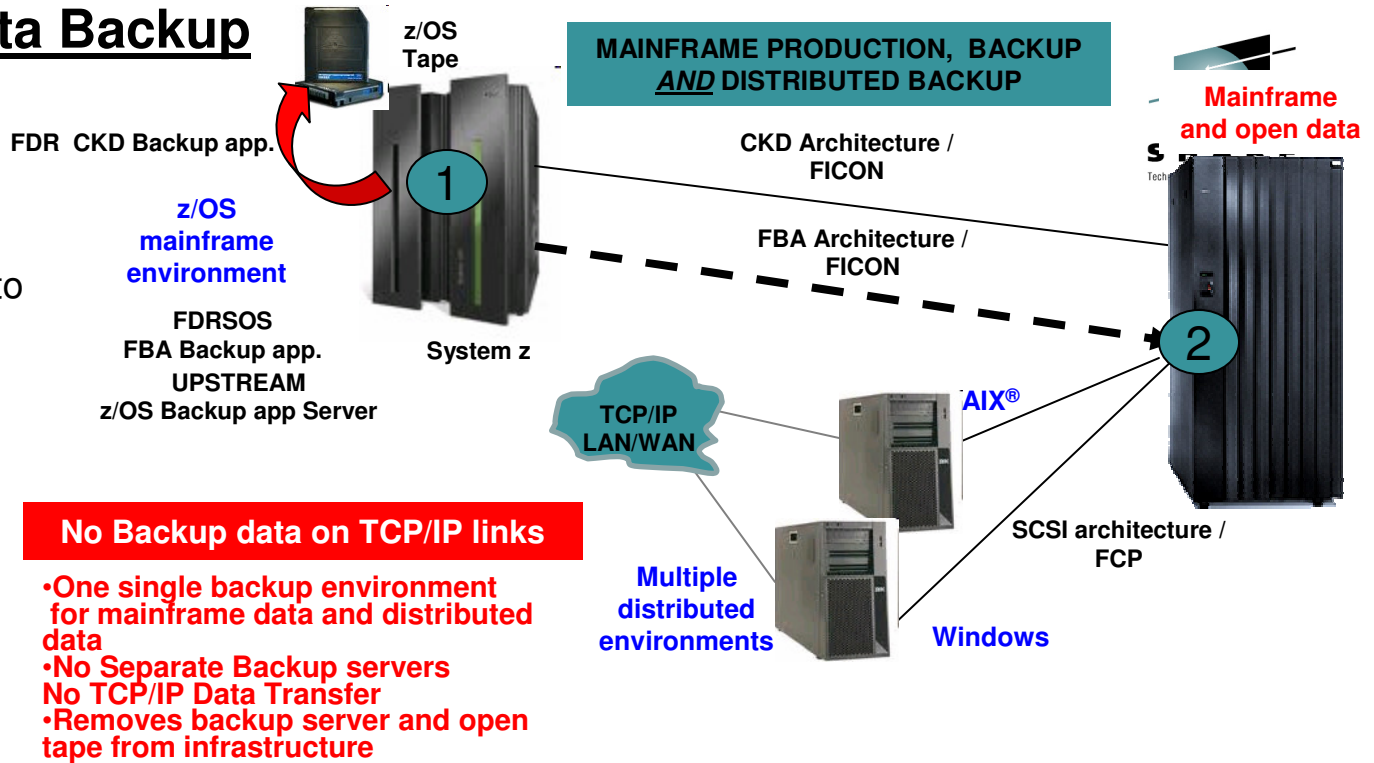 ta Backup
z/OS
Tape
MAINFRAME PRODUCTION, BACKUP
AND DISTRIBUTED BACKUP
Mainframe
and open data
FDR CKD Backup app.
CKD Architecture /
FICON
S
Tech
1
z/OS
mainframe
environment
FBA Architecture /
FICON
to
FDRSOS
FBA Backup app.
UPSTREAM
z/OS Backup app Server
System z
2
TCP/IP
LAN/WAN
AIX®
No Backup data on TCP/IP links
SCSI architecture /
FCP
•One single backup environment
for mainframe data and distributed
data
•No Separate Backup servers
No TCP/IP Data Transfer
•Removes backup server and open
tape from infrastructure
Multiple
distributed
environments
Windows